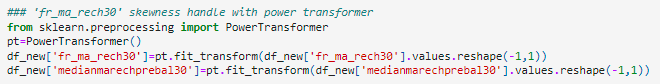 ### 'fr_ma_rech30' skewness handle with power transformer
from sklearn.preprocessing import PowerTransformer
pt=PowerTransformer()
df_new['fr_ma_rech30']=pt.fit_transform(df_new['fr_ma_rech30'].values.reshape(-1,1))
df_new['medianmarechprebal30']=pt.fit_transform(df_new['medianmarechprebal30'].values.reshape(-1,1))